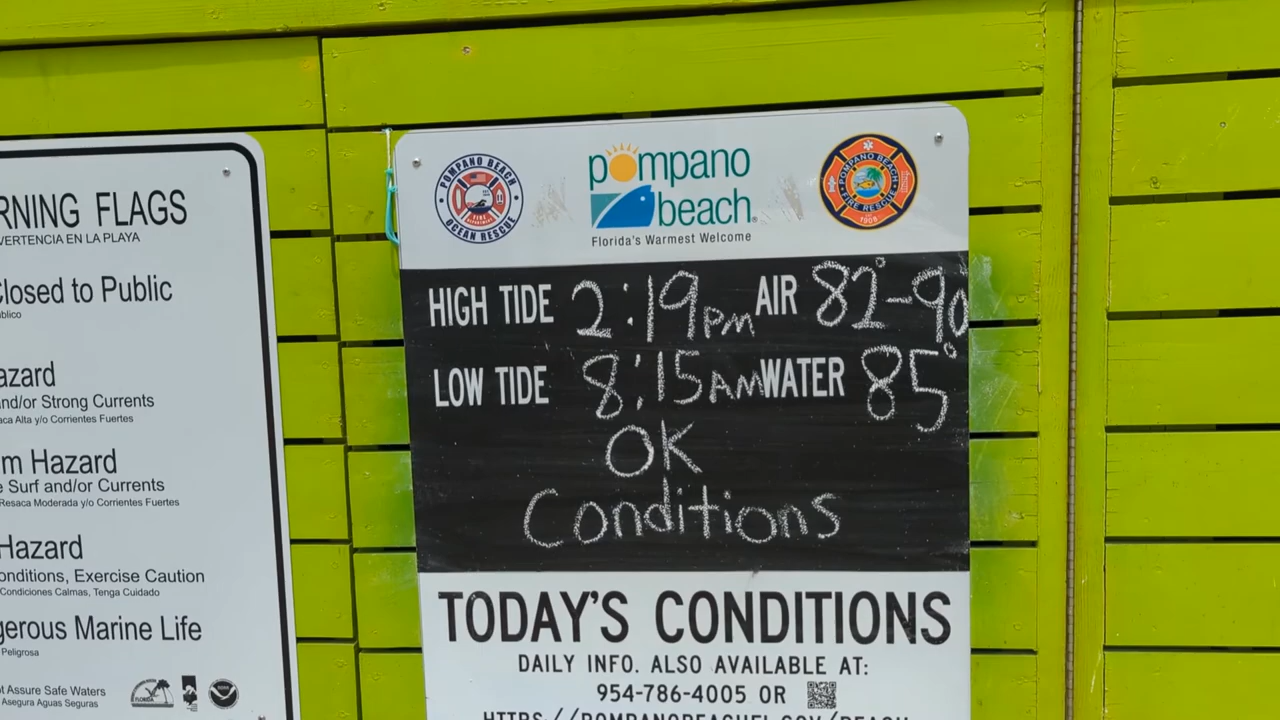 RNING FLAGS
VERTENCIA EN LA PLAYA
Closed to Public
úblico
azard
and/or Strong Currents
aca Alta y/o Corrientes Fuertes
m Hazard
e Surf and/or Currents
Resaca Moderada y/o Corrientes Fuertes
Hazard
onditions, Exercise Caution
Condiciones Calmas, Tenga Cuidado
gerous Marine Life
Peligrosa
t Assure Safe Waters
Asegura Aguas Seguras
POMPANO BEACH
OCEAN RESCUE
pompano
beach®
Florida's Warmest Welcome
POMPANO BEACH
FIRE RESCUE
HIGH TIDE 2:19PM AIR 82°-90
LOW TIDE 8:15AM WATER 85°
OK
Conditions
TODAY'S CONDITIONS
DAILY INFO. ALSO AVAILABLE AT:
954-786-4005 OR
HTTPS://POMPANOBEACHFL.GOV/BEACH